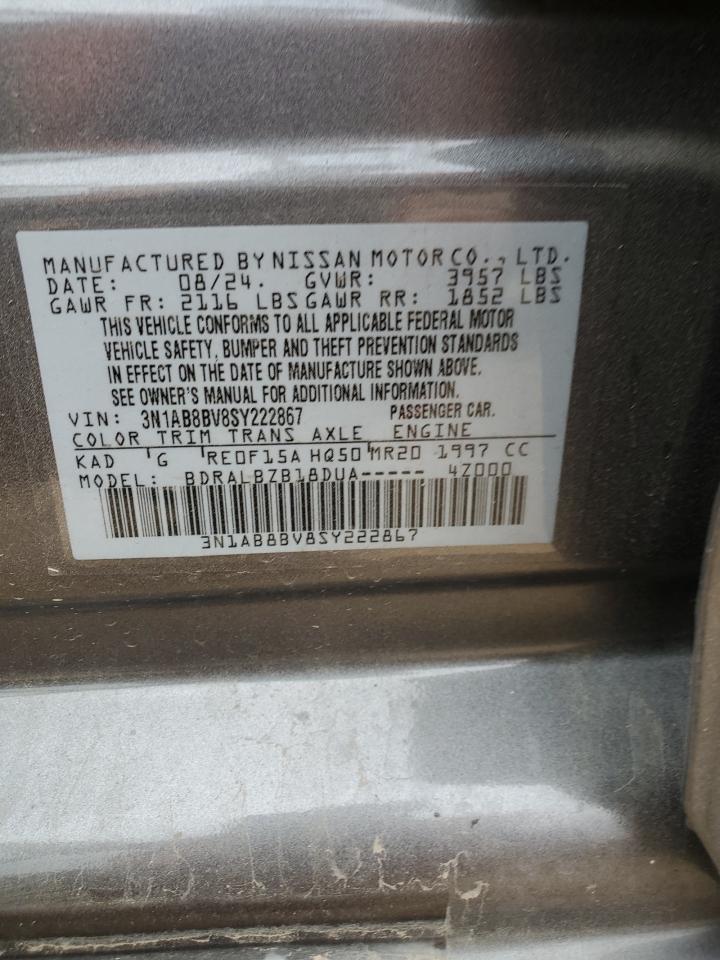 MANUFACTURED BY NISSAN MOTOR CO., LTD.
DATE: 08/24. GVWR: 3957 LBS
GAWR FR: 2116 LBS GAWR RR: 1852 LBS
THIS VEHICLE CONFORMS TO ALL APPLICABLE FEDERAL MOTOR
VEHICLE SAFETY, BUMPER AND THEFT PREVENTION STANDARDS
IN EFFECT ON THE DATE OF MANUFACTURE SHOWN ABOVE.
SEE OWNER'S MANUAL FOR ADDITIONAL INFORMATION.
VIN: 3N1AB8BV8SY222867 PASSENGER CAR.
COLOR TRIM TRANS AXLE ENGINE
KAD G RE0F15A HQ50 MR20 1997 CC
MODEL: BDRALBZB18DUA----- 4Z000
3N1AB8BV8SY222867